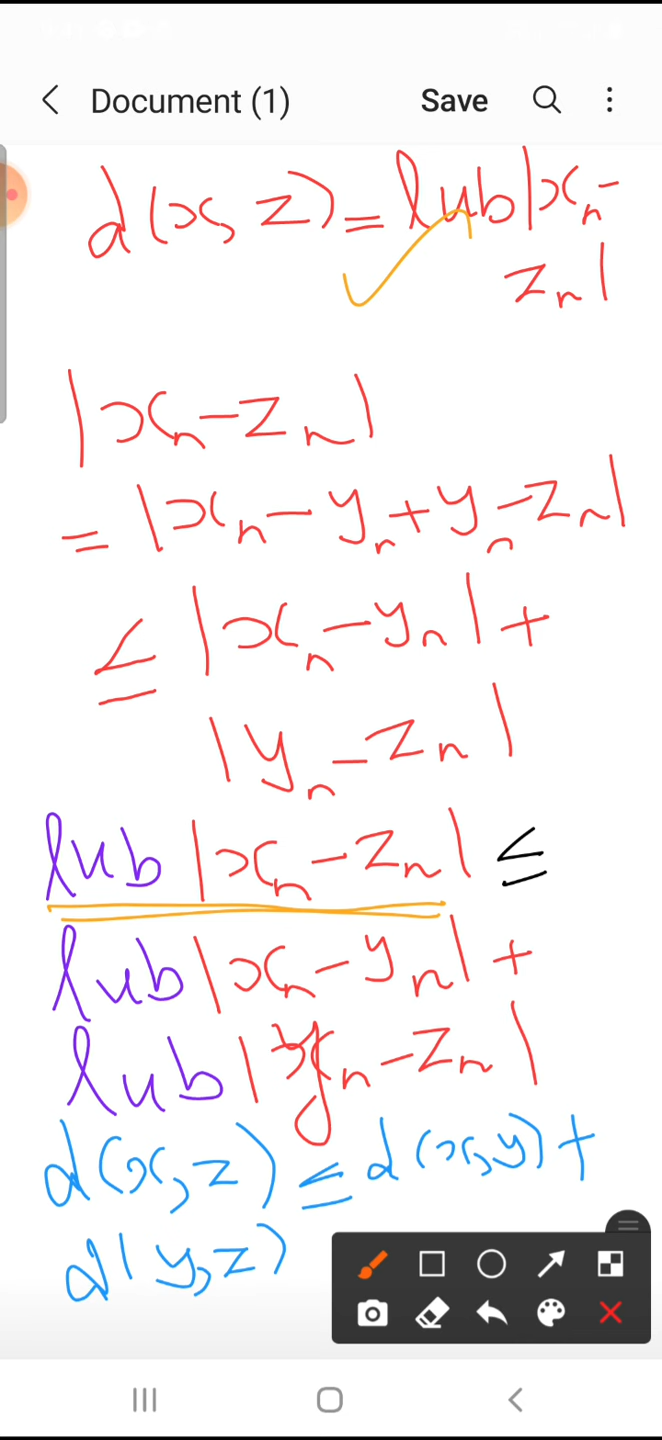 Document (1) Save
d(x, z) = lub|xₙ -
zₙ|
|xₙ - zₙ|
= |xₙ - yₙ + yₙ - zₙ|
≤ |xₙ - yₙ| +
|yₙ - zₙ|
lub |xₙ - zₙ| ≤
lub|xₙ - yₙ| +
lub|yₙ - zₙ|
d(x, z) ≤ d(x, y) +
d(y, z)